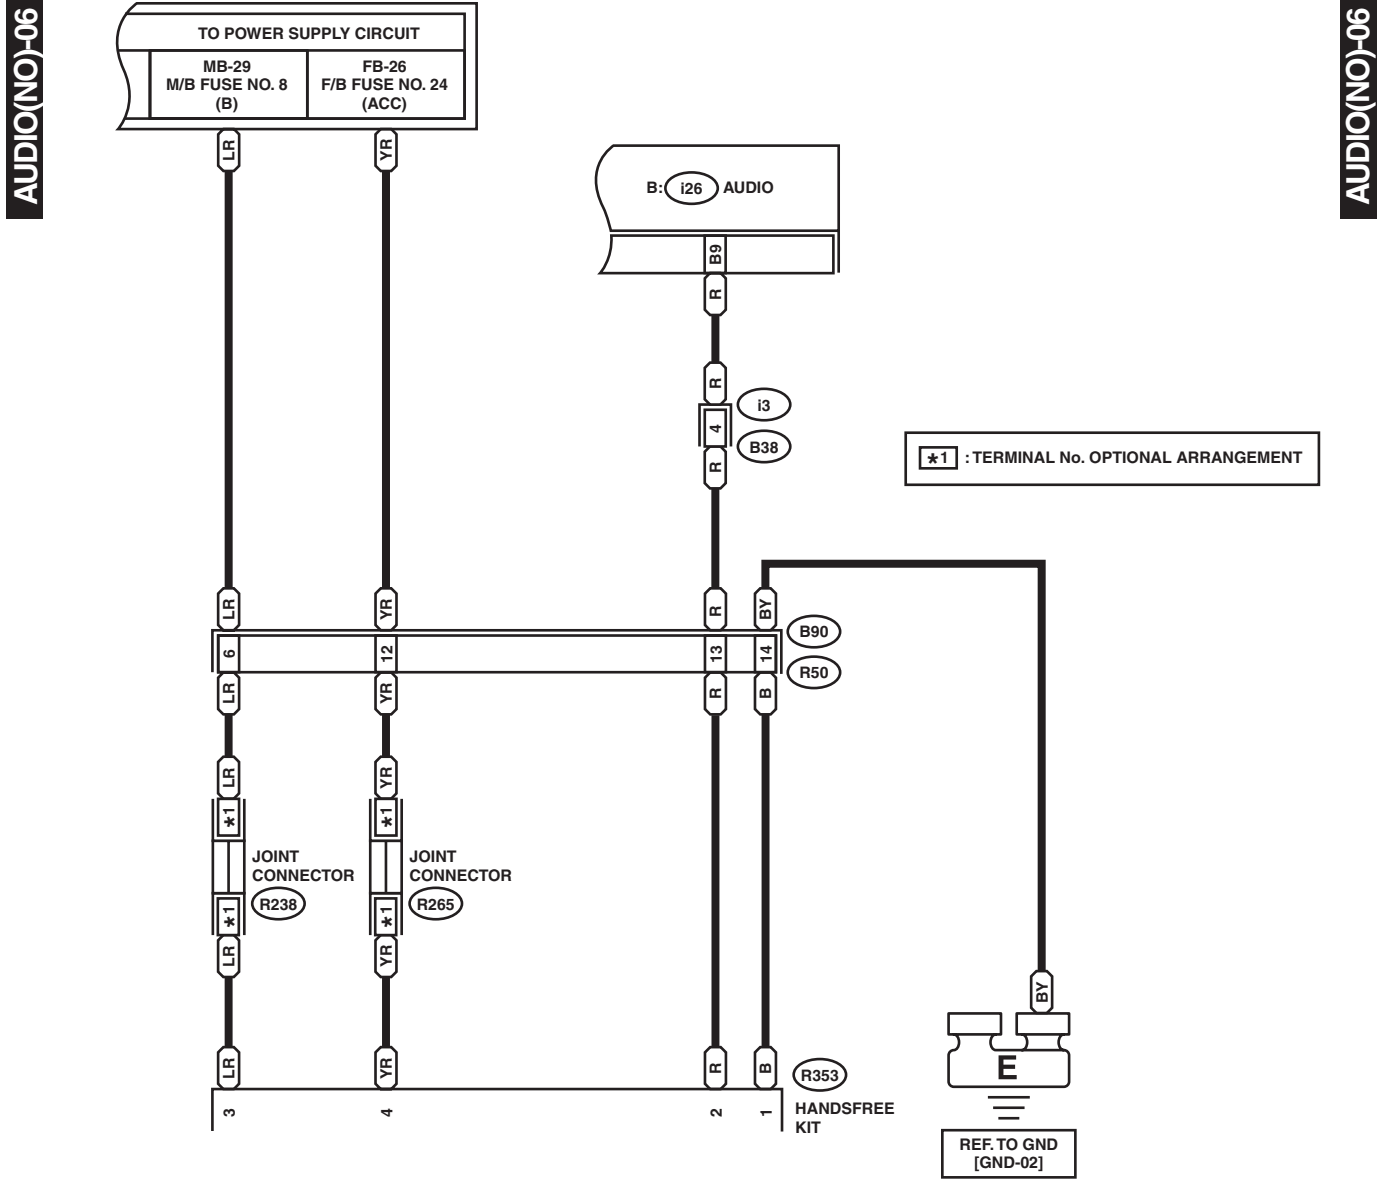 AUDIO(NO)-06
AUDIO(NO)-06
TO POWER SUPPLY CIRCUIT
MB-29
M/B FUSE NO. 8
(B)
FB-26
F/B FUSE NO. 24
(ACC)
LR
YR
B: i26 AUDIO
B9
R
R
i3
4
B38
R
*1 : TERMINAL No. OPTIONAL ARRANGEMENT
LR
YR
R
BY
B90
6
12
13
14
R50
LR
YR
R
B
LR
YR
*1
*1
JOINT
CONNECTOR
R238
JOINT
CONNECTOR
R265
*1
*1
LR
YR
BY
E
LR
YR
R
B
R353
3
4
2
1
HANDSFREE
KIT
REF. TO GND
[GND-02]